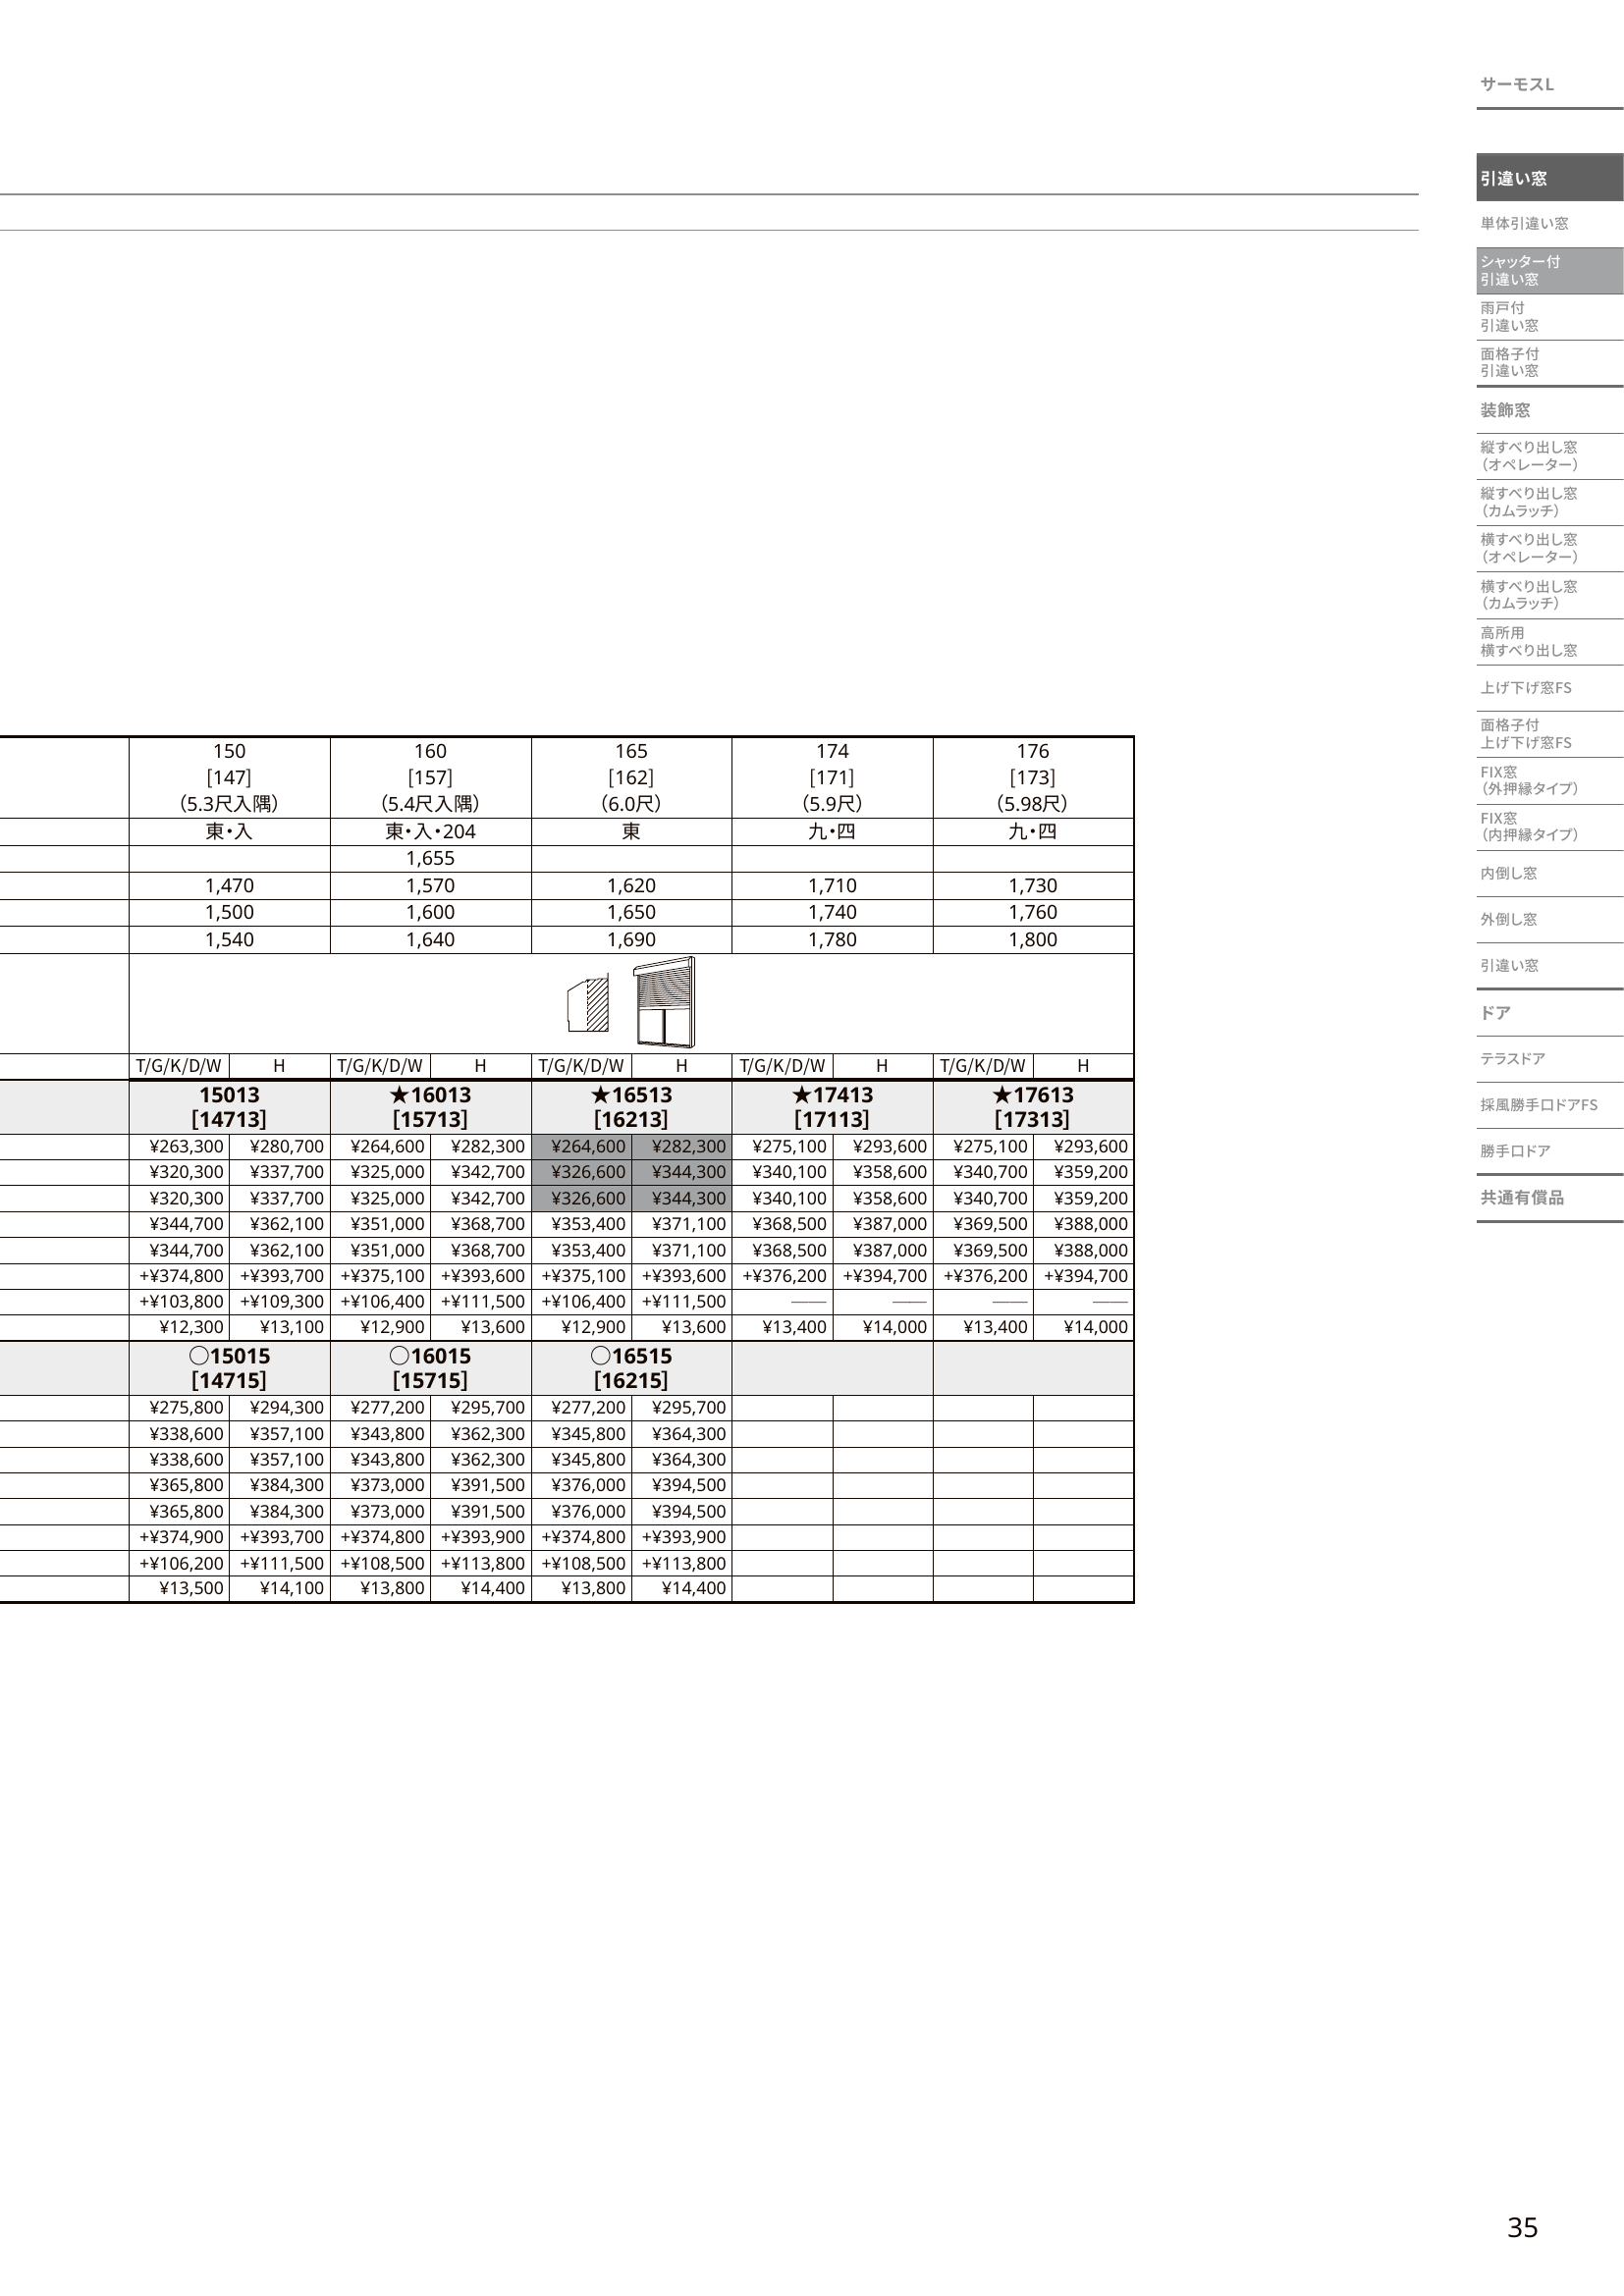 サーモスL
引違い窓
単体引違い窓
シャッター付
引違い窓
雨戸付
引違い窓
面格子付
引違い窓
装飾窓
縦すべり出し窓
（オペレーター）
縦すべり出し窓
（カムラッチ）
横すべり出し窓
（オペレーター）
横すべり出し窓
（カムラッチ）
高所用
横すべり出し窓
上げ下げ窓FS
面格子付
上げ下げ窓FS
FIX窓
（外押縁タイプ）
FIX窓
（内押縁タイプ）
内倒し窓
外倒し窓
引違い窓
ドア
テラスドア
採風勝手口ドアFS
勝手口ドア
共通有償品
150 160 165 174 176
[147] [157] [162] [171] [173]
（5.3尺入隅） （5.4尺入隅） （6.0尺） （5.9尺） （5.98尺）
東・入 東・入・204 東 九・四 九・四
1,655
1,470 1,570 1,620 1,710 1,730
1,500 1,600 1,650 1,740 1,760
1,540 1,640 1,690 1,780 1,800
T/G/K/D/W H T/G/K/D/W H T/G/K/D/W H T/G/K/D/W H T/G/K/D/W H
15013 ★16013 ★16513 ★17413 ★17613
[14713] [15713] [16213] [17113] [17313]
¥263,300 ¥280,700 ¥264,600 ¥282,300 ¥264,600 ¥282,300 ¥275,100 ¥293,600 ¥275,100 ¥293,600
¥320,300 ¥337,700 ¥325,000 ¥342,700 ¥326,600 ¥344,300 ¥340,100 ¥358,600 ¥340,700 ¥359,200
¥320,300 ¥337,700 ¥325,000 ¥342,700 ¥326,600 ¥344,300 ¥340,100 ¥358,600 ¥340,700 ¥359,200
¥344,700 ¥362,100 ¥351,000 ¥368,700 ¥353,400 ¥371,100 ¥368,500 ¥387,000 ¥369,500 ¥388,000
¥344,700 ¥362,100 ¥351,000 ¥368,700 ¥353,400 ¥371,100 ¥368,500 ¥387,000 ¥369,500 ¥388,000
+¥374,800 +¥393,700 +¥375,100 +¥393,600 +¥375,100 +¥393,600 +¥376,200 +¥394,700 +¥376,200 +¥394,700
+¥103,800 +¥109,300 +¥106,400 +¥111,500 +¥106,400 +¥111,500 —— —— —— ——
¥12,300 ¥13,100 ¥12,900 ¥13,600 ¥12,900 ¥13,600 ¥13,400 ¥14,000 ¥13,400 ¥14,000
○15015 ○16015 ○16515
[14715] [15715] [16215]
¥275,800 ¥294,300 ¥277,200 ¥295,700 ¥277,200 ¥295,700
¥338,600 ¥357,100 ¥343,800 ¥362,300 ¥345,800 ¥364,300
¥338,600 ¥357,100 ¥343,800 ¥362,300 ¥345,800 ¥364,300
¥365,800 ¥384,300 ¥373,000 ¥391,500 ¥376,000 ¥394,500
¥365,800 ¥384,300 ¥373,000 ¥391,500 ¥376,000 ¥394,500
+¥374,900 +¥393,700 +¥374,800 +¥393,900 +¥374,800 +¥393,900
+¥106,200 +¥111,500 +¥108,500 +¥113,800 +¥108,500 +¥113,800
¥13,500 ¥14,100 ¥13,800 ¥14,400 ¥13,800 ¥14,400
35